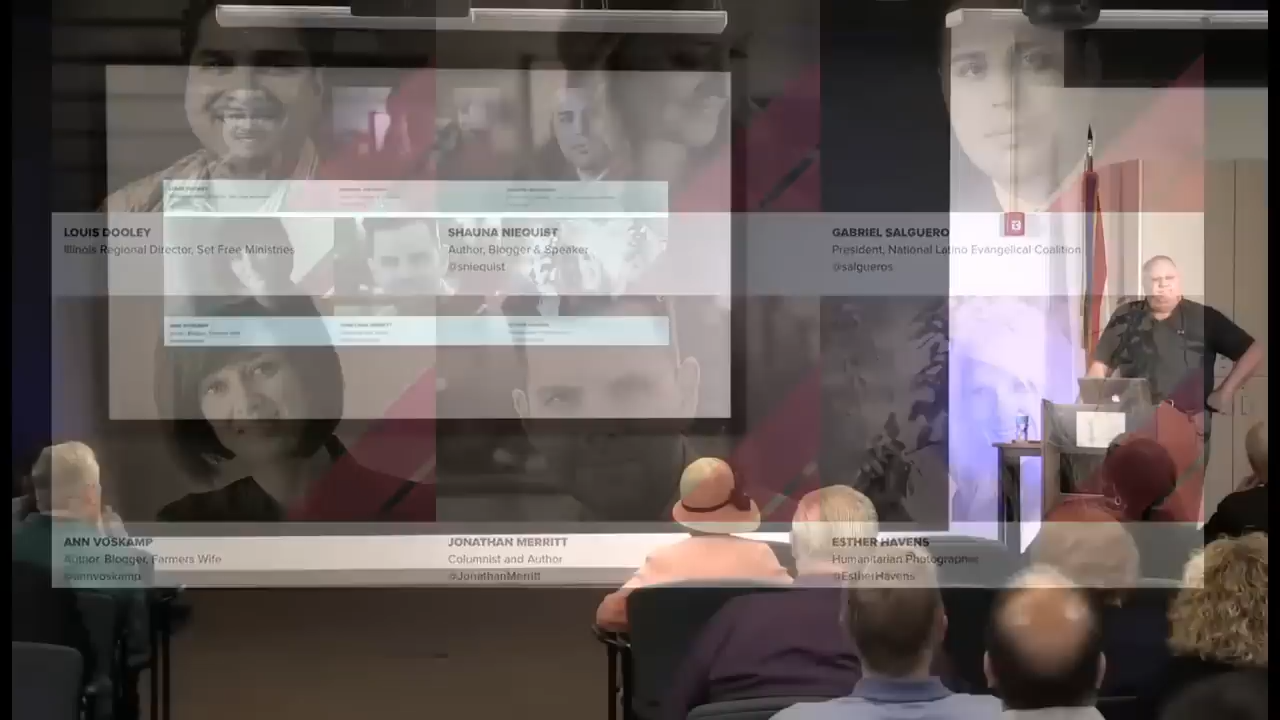 LOUIS DOOLEY
Illinois Regional Director, Set Free Ministries
SHAUNA NIEQUIST
Author, Blogger & Speaker
@sniequist
GABRIEL SALGUERO
President, National Latino Evangelical Coalition
@salgueros
ANN VOSKAMP
Author, Blogger, Farmers Wife
@annvoskamp
JONATHAN MERRITT
Columnist and Author
@JonathanMerritt
ESTHER HAVENS
Humanitarian Photographer
@EstherHavens